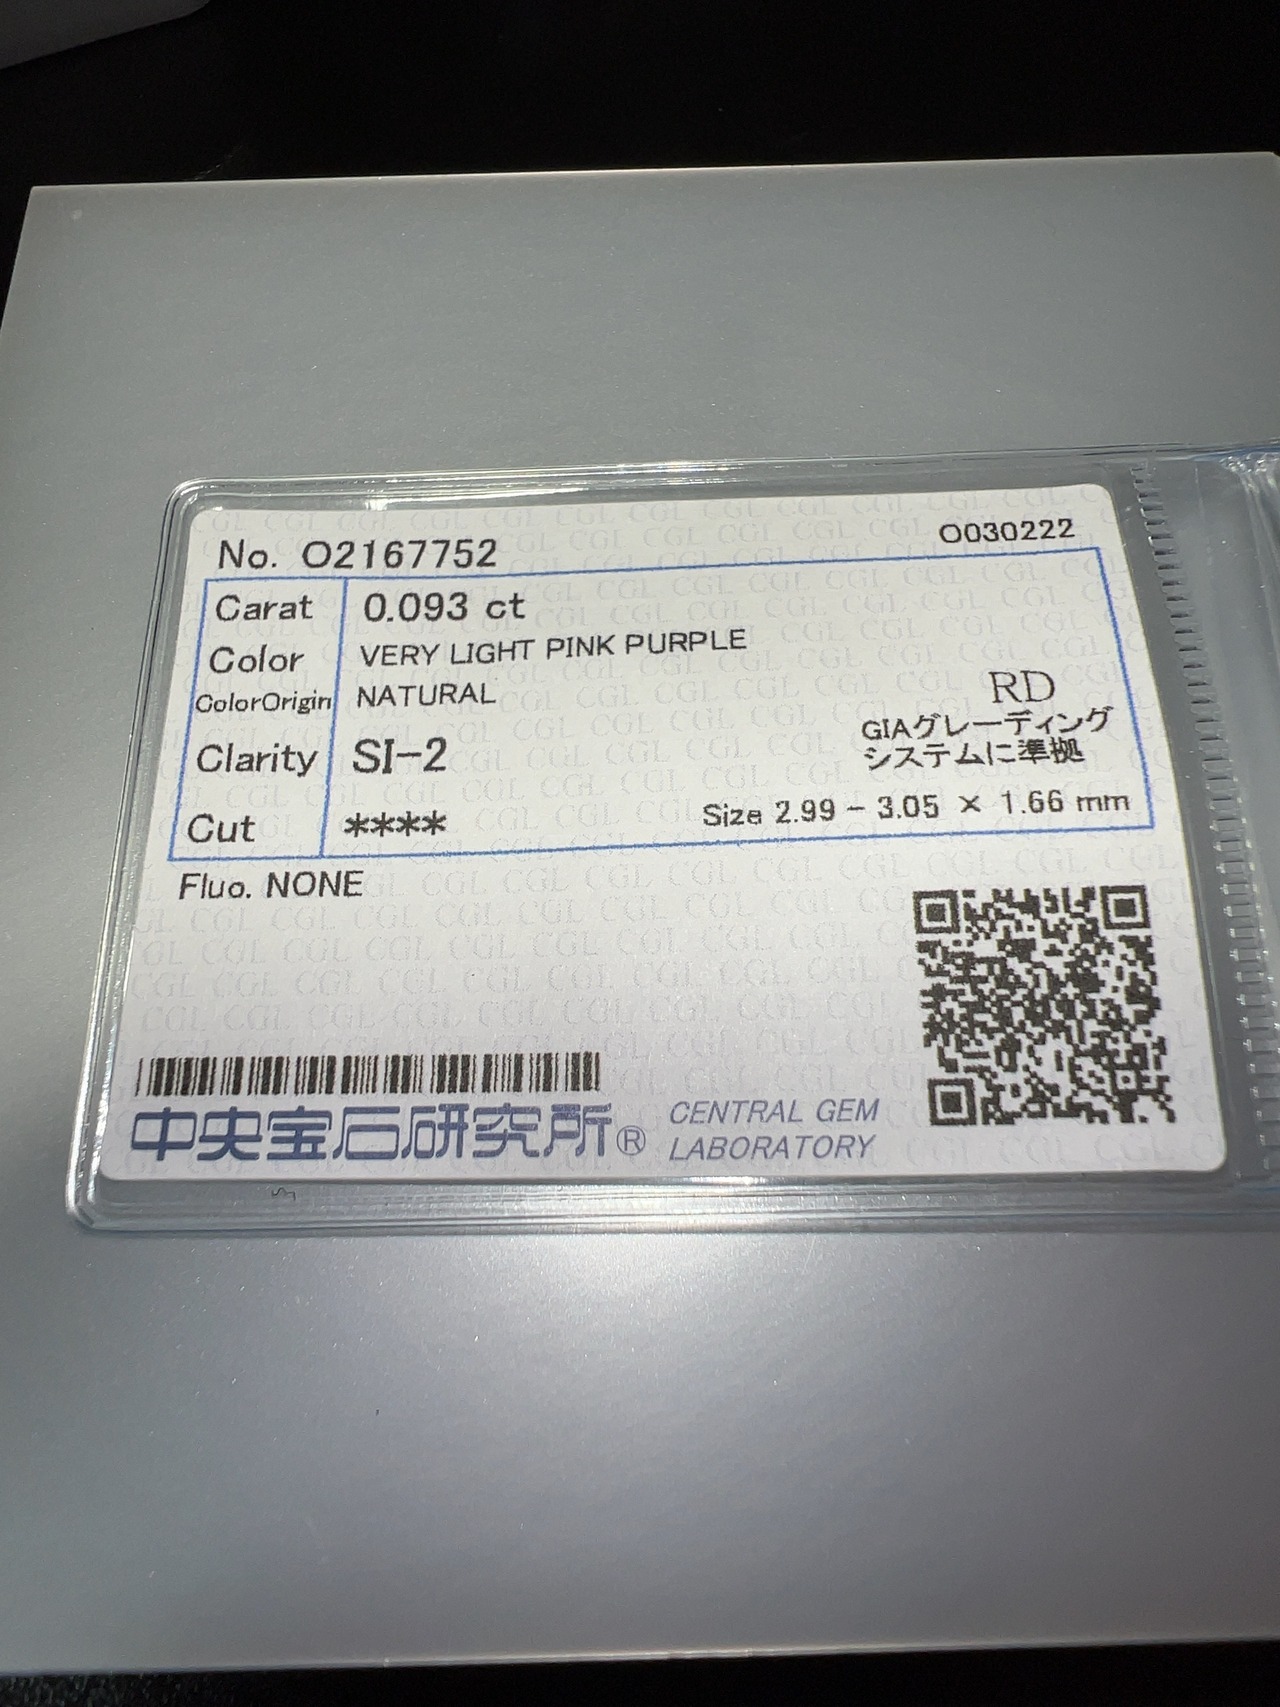 No. O2167752
O030222
Carat 0.093 ct
Color VERY LIGHT PINK PURPLE
ColorOrigin NATURAL
RD
GIAグレーディング
システムに準拠
Clarity SI-2
Cut ****
Size 2.99 - 3.05 × 1.66 mm
Fluo. NONE
中央宝石研究所® CENTRAL GEM
LABORATORY